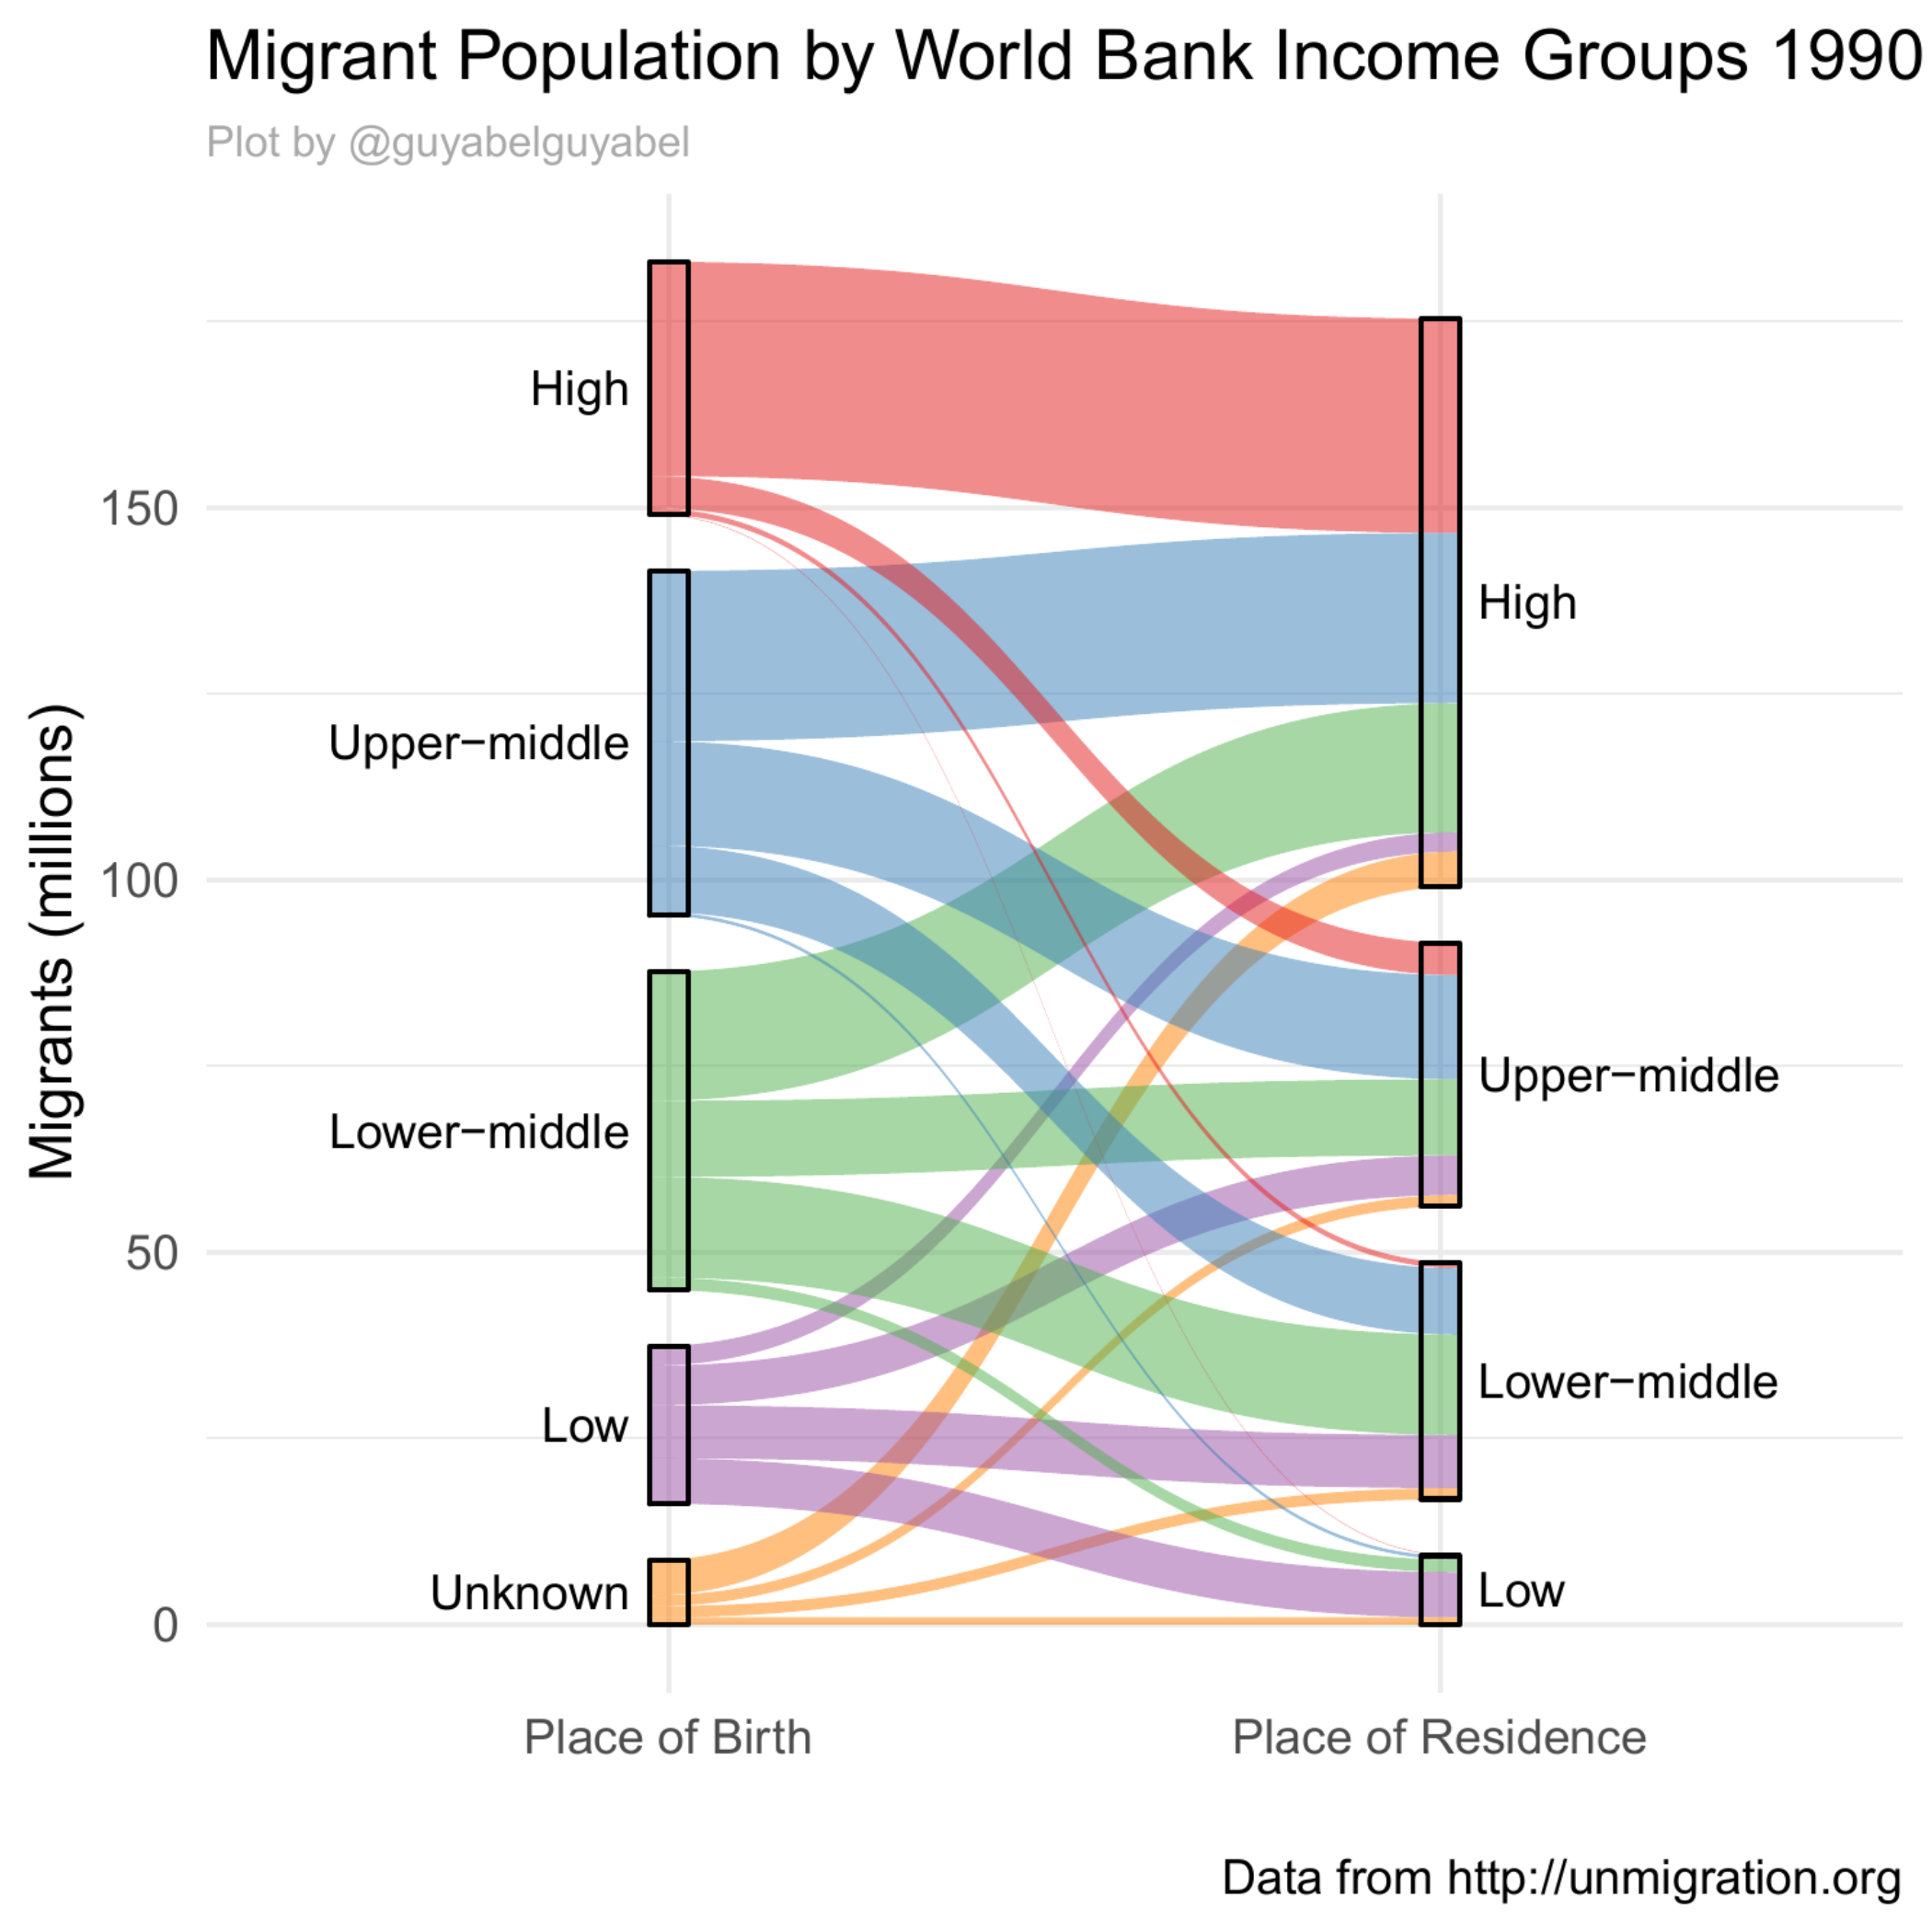 Migrant Population by World Bank Income Groups 1990
Plot by @guyabelguyabel
Migrants (millions)
150
100
50
0
High
Upper−middle
Lower−middle
Low
Unknown
High
Upper−middle
Lower−middle
Low
Place of Birth
Place of Residence
Data from http://unmigration.org